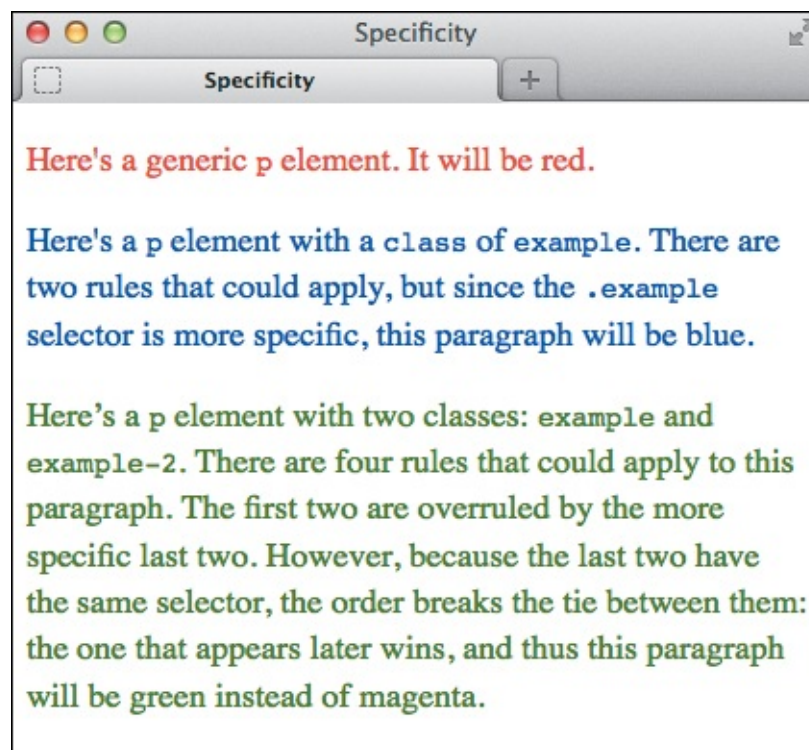 Specificity
Specificity
Here's a generic p element. It will be red.
Here's a p element with a class of example. There are
two rules that could apply, but since the .example
selector is more specific, this paragraph will be blue.
Here’s a p element with two classes: example and
example-2. There are four rules that could apply to this
paragraph. The first two are overruled by the more
specific last two. However, because the last two have
the same selector, the order breaks the tie between them:
the one that appears later wins, and thus this paragraph
will be green instead of magenta.